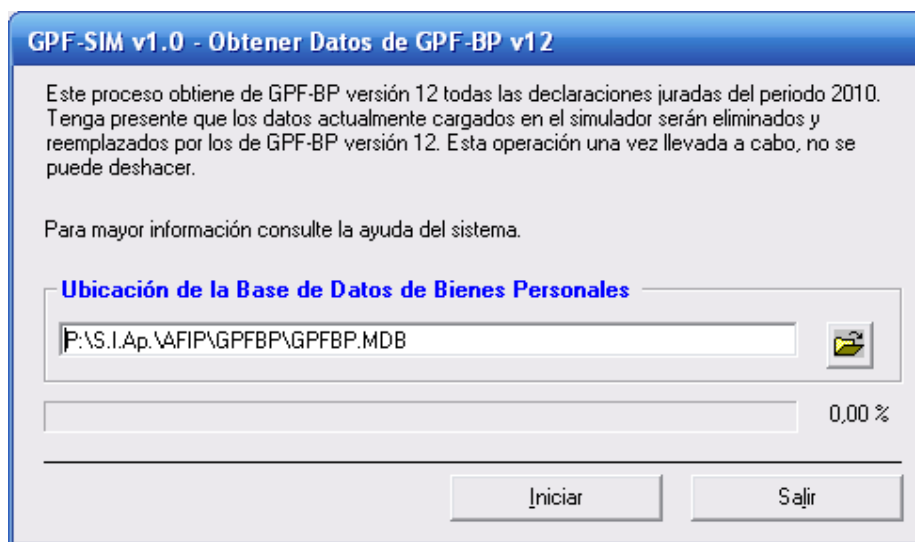 GPF-SIM v1.0 - Obtener Datos de GPF-BP v12
Este proceso obtiene de GPF-BP versión 12 todas las declaraciones juradas del periodo 2010.
Tenga presente que los datos actualmente cargados en el simulador serán eliminados y
reemplazados por los de GPF-BP versión 12. Esta operación una vez llevada a cabo, no se
puede deshacer.
Para mayor información consulte la ayuda del sistema.
Ubicación de la Base de Datos de Bienes Personales
P:\S.I.Ap.\AFIP\GPFBP\GPFBP.MDB
0,00 %
Iniciar
Salir